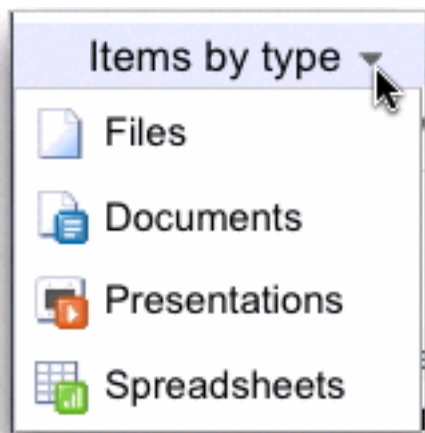 Items by type
Files
Documents
Presentations
Spreadsheets